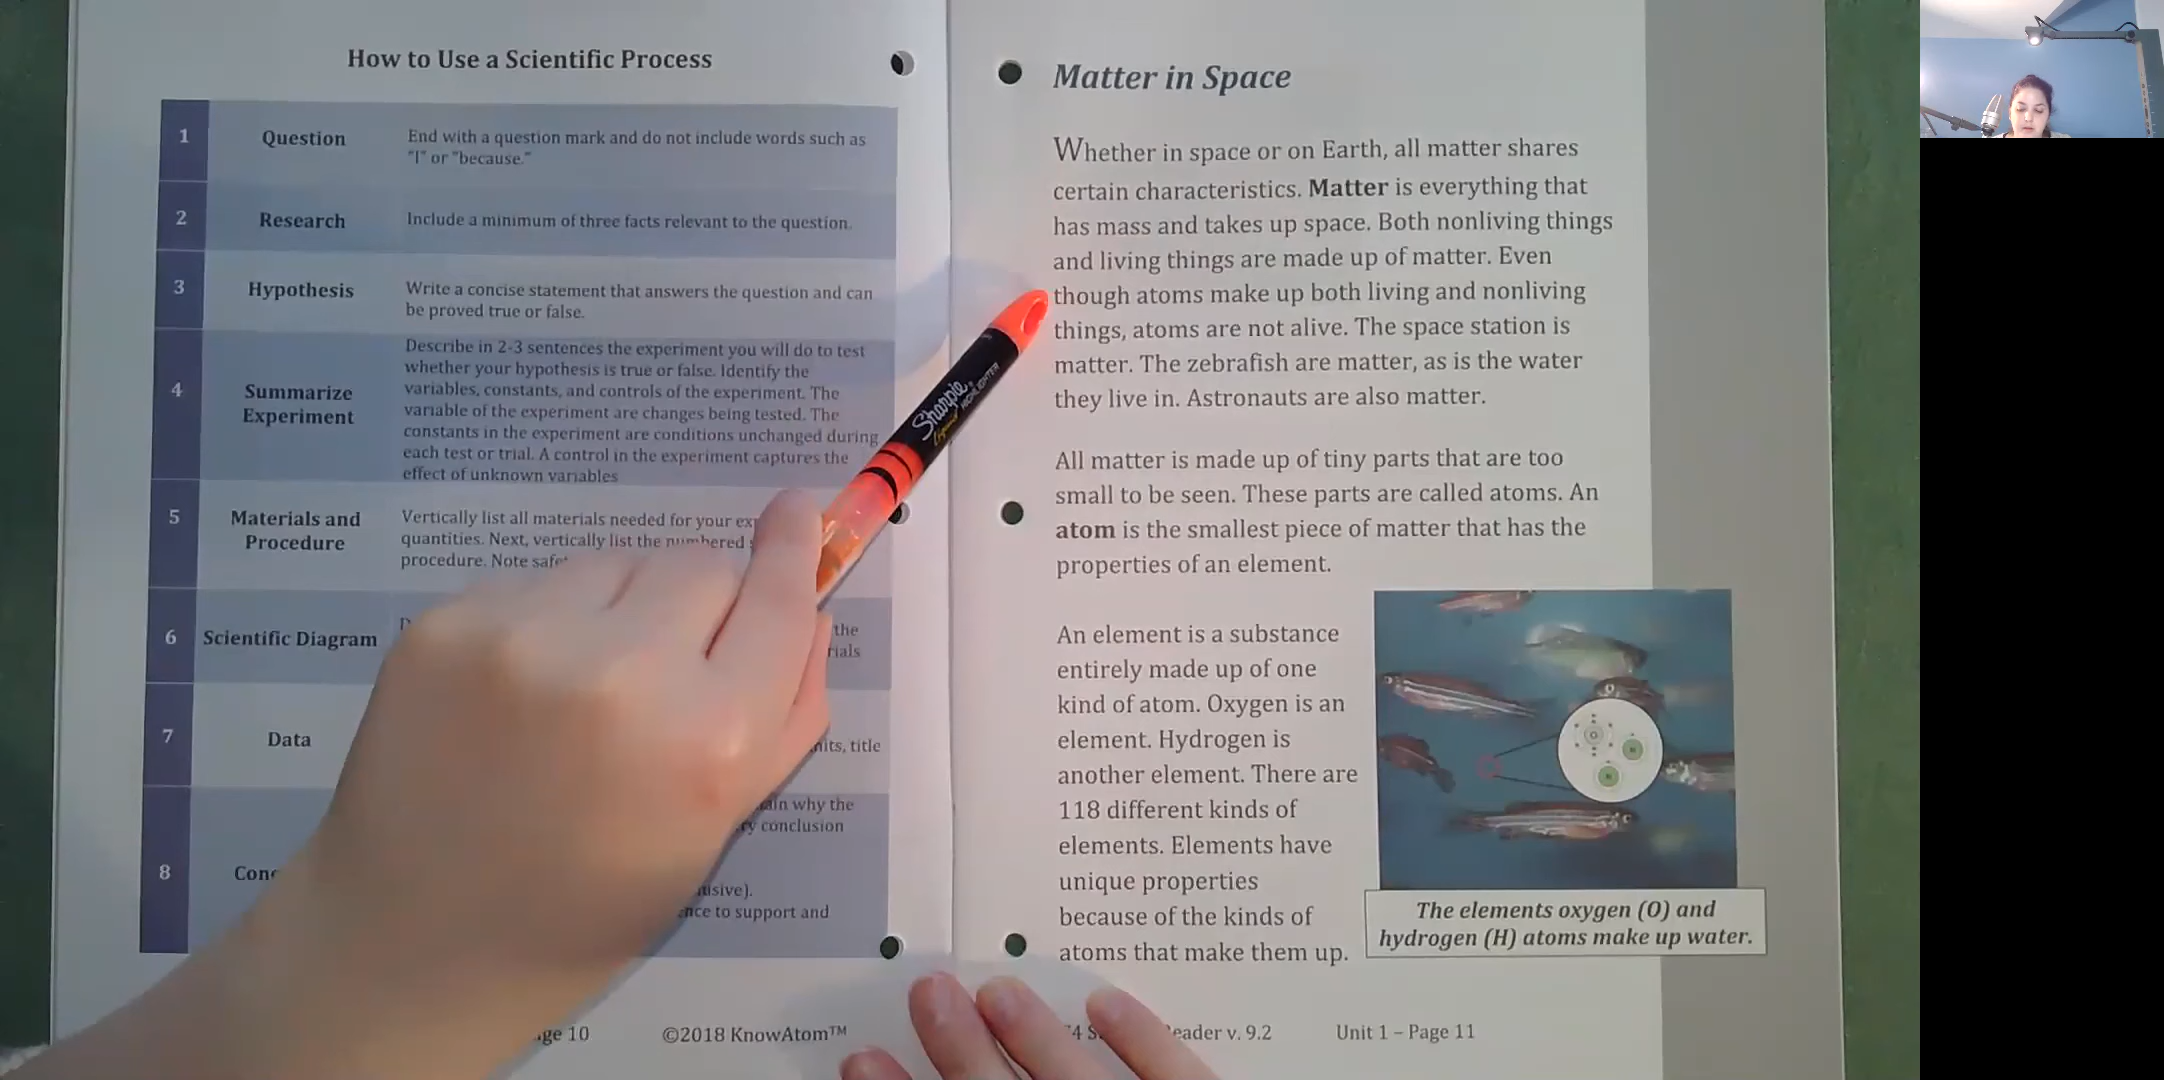 How to Use a Scientific Process
1 Question End with a question mark and do not include words such as
"I" or "because."
2 Research Include a minimum of three facts relevant to the question.
3 Hypothesis Write a concise statement that answers the question and can
be proved true or false.
4 Summarize Experiment Describe in 2-3 sentences the experiment you will do to test
whether your hypothesis is true or false. Identify the
variables, constants, and controls of the experiment. The
variable of the experiment are changes being tested. The
constants in the experiment are conditions unchanged during
each test or trial. A control in the experiment captures the
effect of unknown variables
5 Materials and Procedure Vertically list all materials needed for your
quantities. Next, vertically list the numbered
procedure. Note
6 Scientific Diagram
the
7 Data
title
8
why the
conclusion
to support and
10 ©2018 KnowAtom™
Sharpie
Liquid HIGHLIGHTER
Matter in Space
Whether in space or on Earth, all matter shares
certain characteristics. Matter is everything that
has mass and takes up space. Both nonliving things
and living things are made up of matter. Even
though atoms make up both living and nonliving
things, atoms are not alive. The space station is
matter. The zebrafish are matter, as is the water
they live in. Astronauts are also matter.
All matter is made up of tiny parts that are too
small to be seen. These parts are called atoms. An
atom is the smallest piece of matter that has the
properties of an element.
An element is a substance
entirely made up of one
kind of atom. Oxygen is an
element. Hydrogen is
another element. There are
118 different kinds of
elements. Elements have
unique properties
because of the kinds of
atoms that make them up.
O
H
H
The elements oxygen (O) and
hydrogen (H) atoms make up water.
v. 9.2 Unit 1 – Page 11